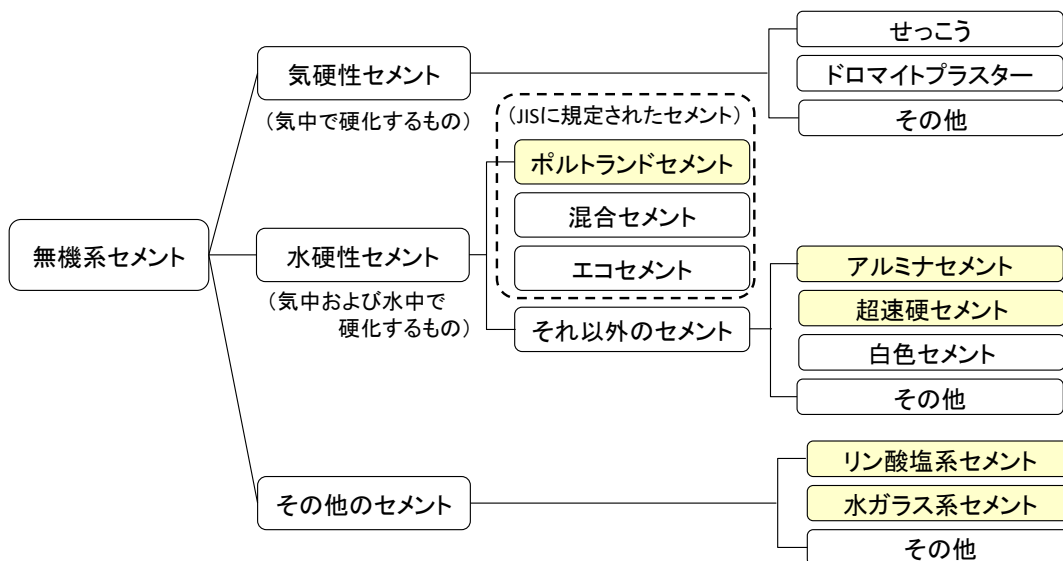 無機系セメント
気硬性セメント
（気中で硬化するもの）
せっこう
ドロマイトプラスター
その他
水硬性セメント
（気中および水中で
硬化するもの）
（JISに規定されたセメント）
ポルトランドセメント
混合セメント
エコセメント
それ以外のセメント
アルミナセメント
超速硬セメント
白色セメント
その他
その他のセメント
リン酸塩系セメント
水ガラス系セメント
その他